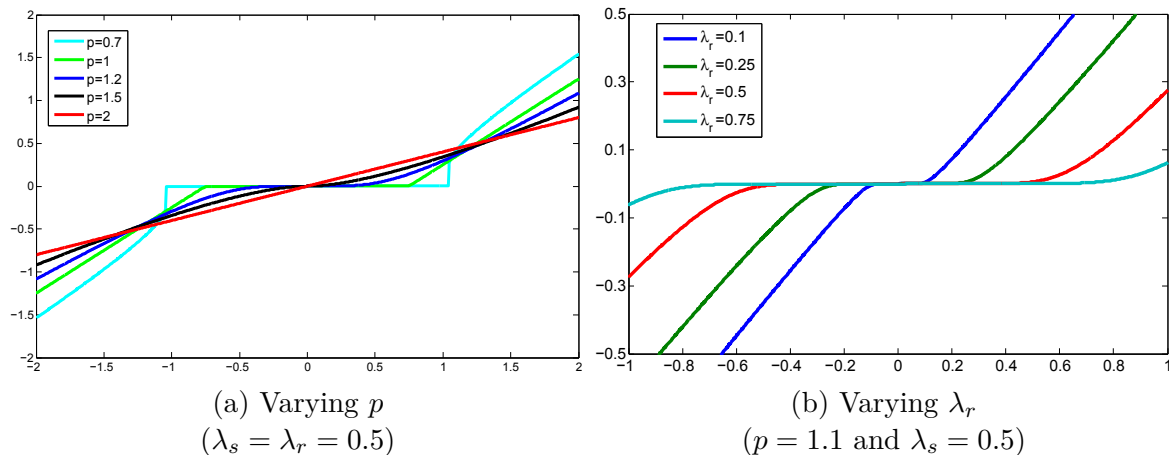 2
1.5
1
0.5
0
−0.5
−1
−1.5
−2
p=0.7
p=1
p=1.2
p=1.5
p=2
−2 −1.5 −1 −0.5 0 0.5 1 1.5 2
(a) Varying p
(λs = λr = 0.5)
0.5
0.3
0.1
−0.1
−0.3
−0.5
λr=0.1
λr=0.25
λr=0.5
λr=0.75
−1 −0.8 −0.6 −0.4 −0.2 0 0.2 0.4 0.6 0.8 1
(b) Varying λr
(p = 1.1 and λs = 0.5)